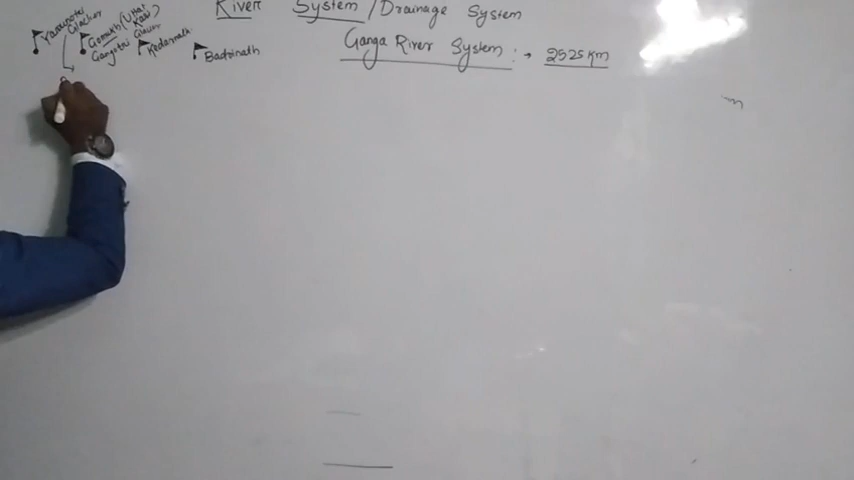 River System / Drainage System
Ganga River System : → 2525 Km
Yamunotri
Glacier
Gomukh (Uttar
Kashi)
Gangotri Glacier
Kedarnath
Badrinath